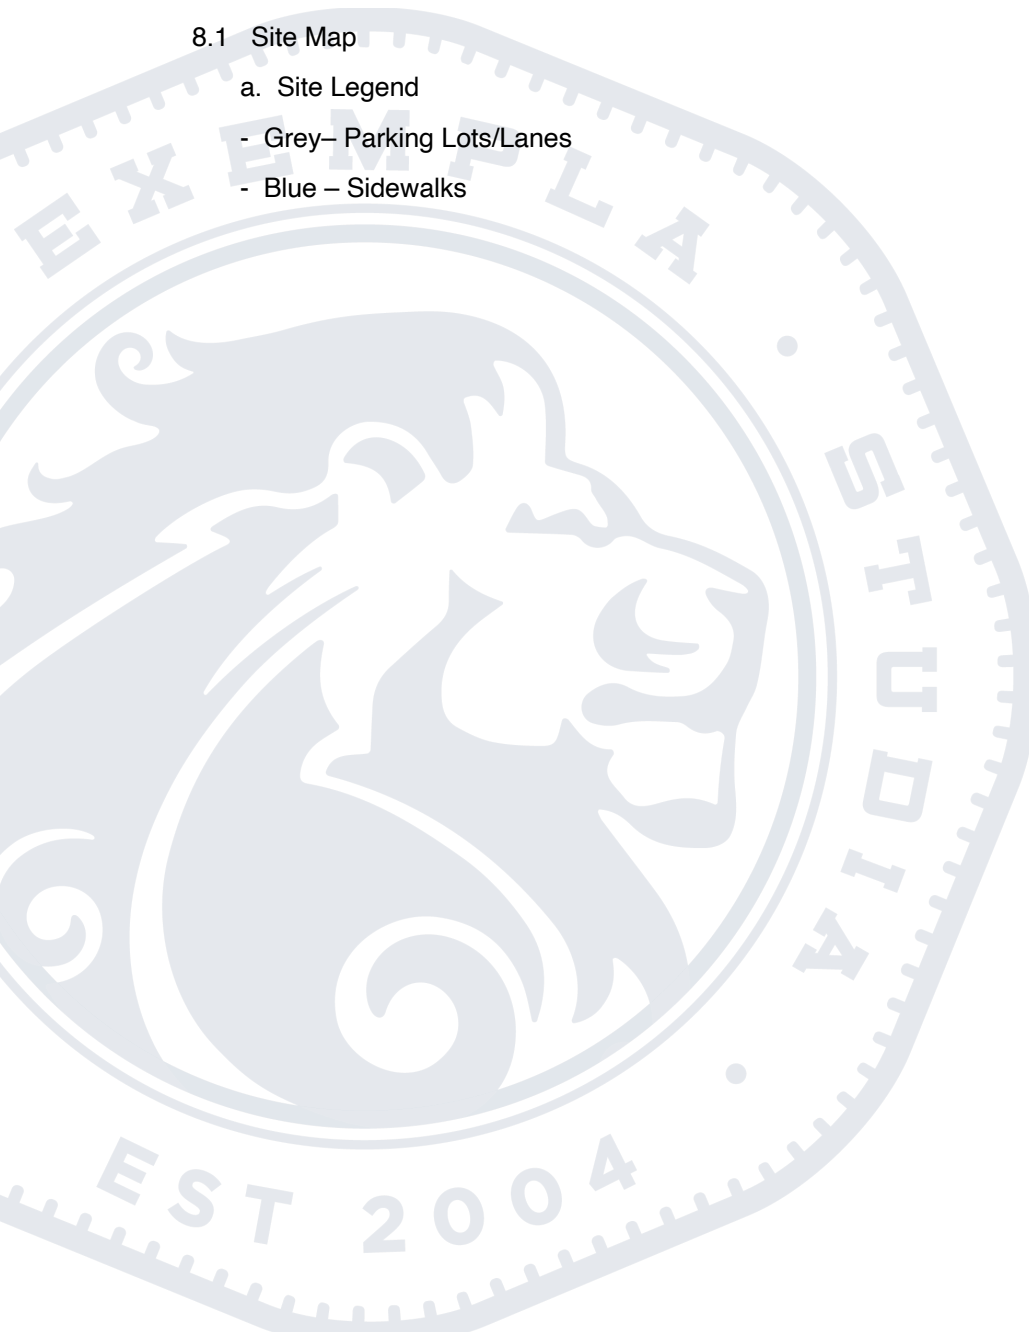 8.1 Site Map
a. Site Legend
- Grey– Parking Lots/Lanes
- Blue – Sidewalks
EXEMPLA · STUDIA ·
EST 2004